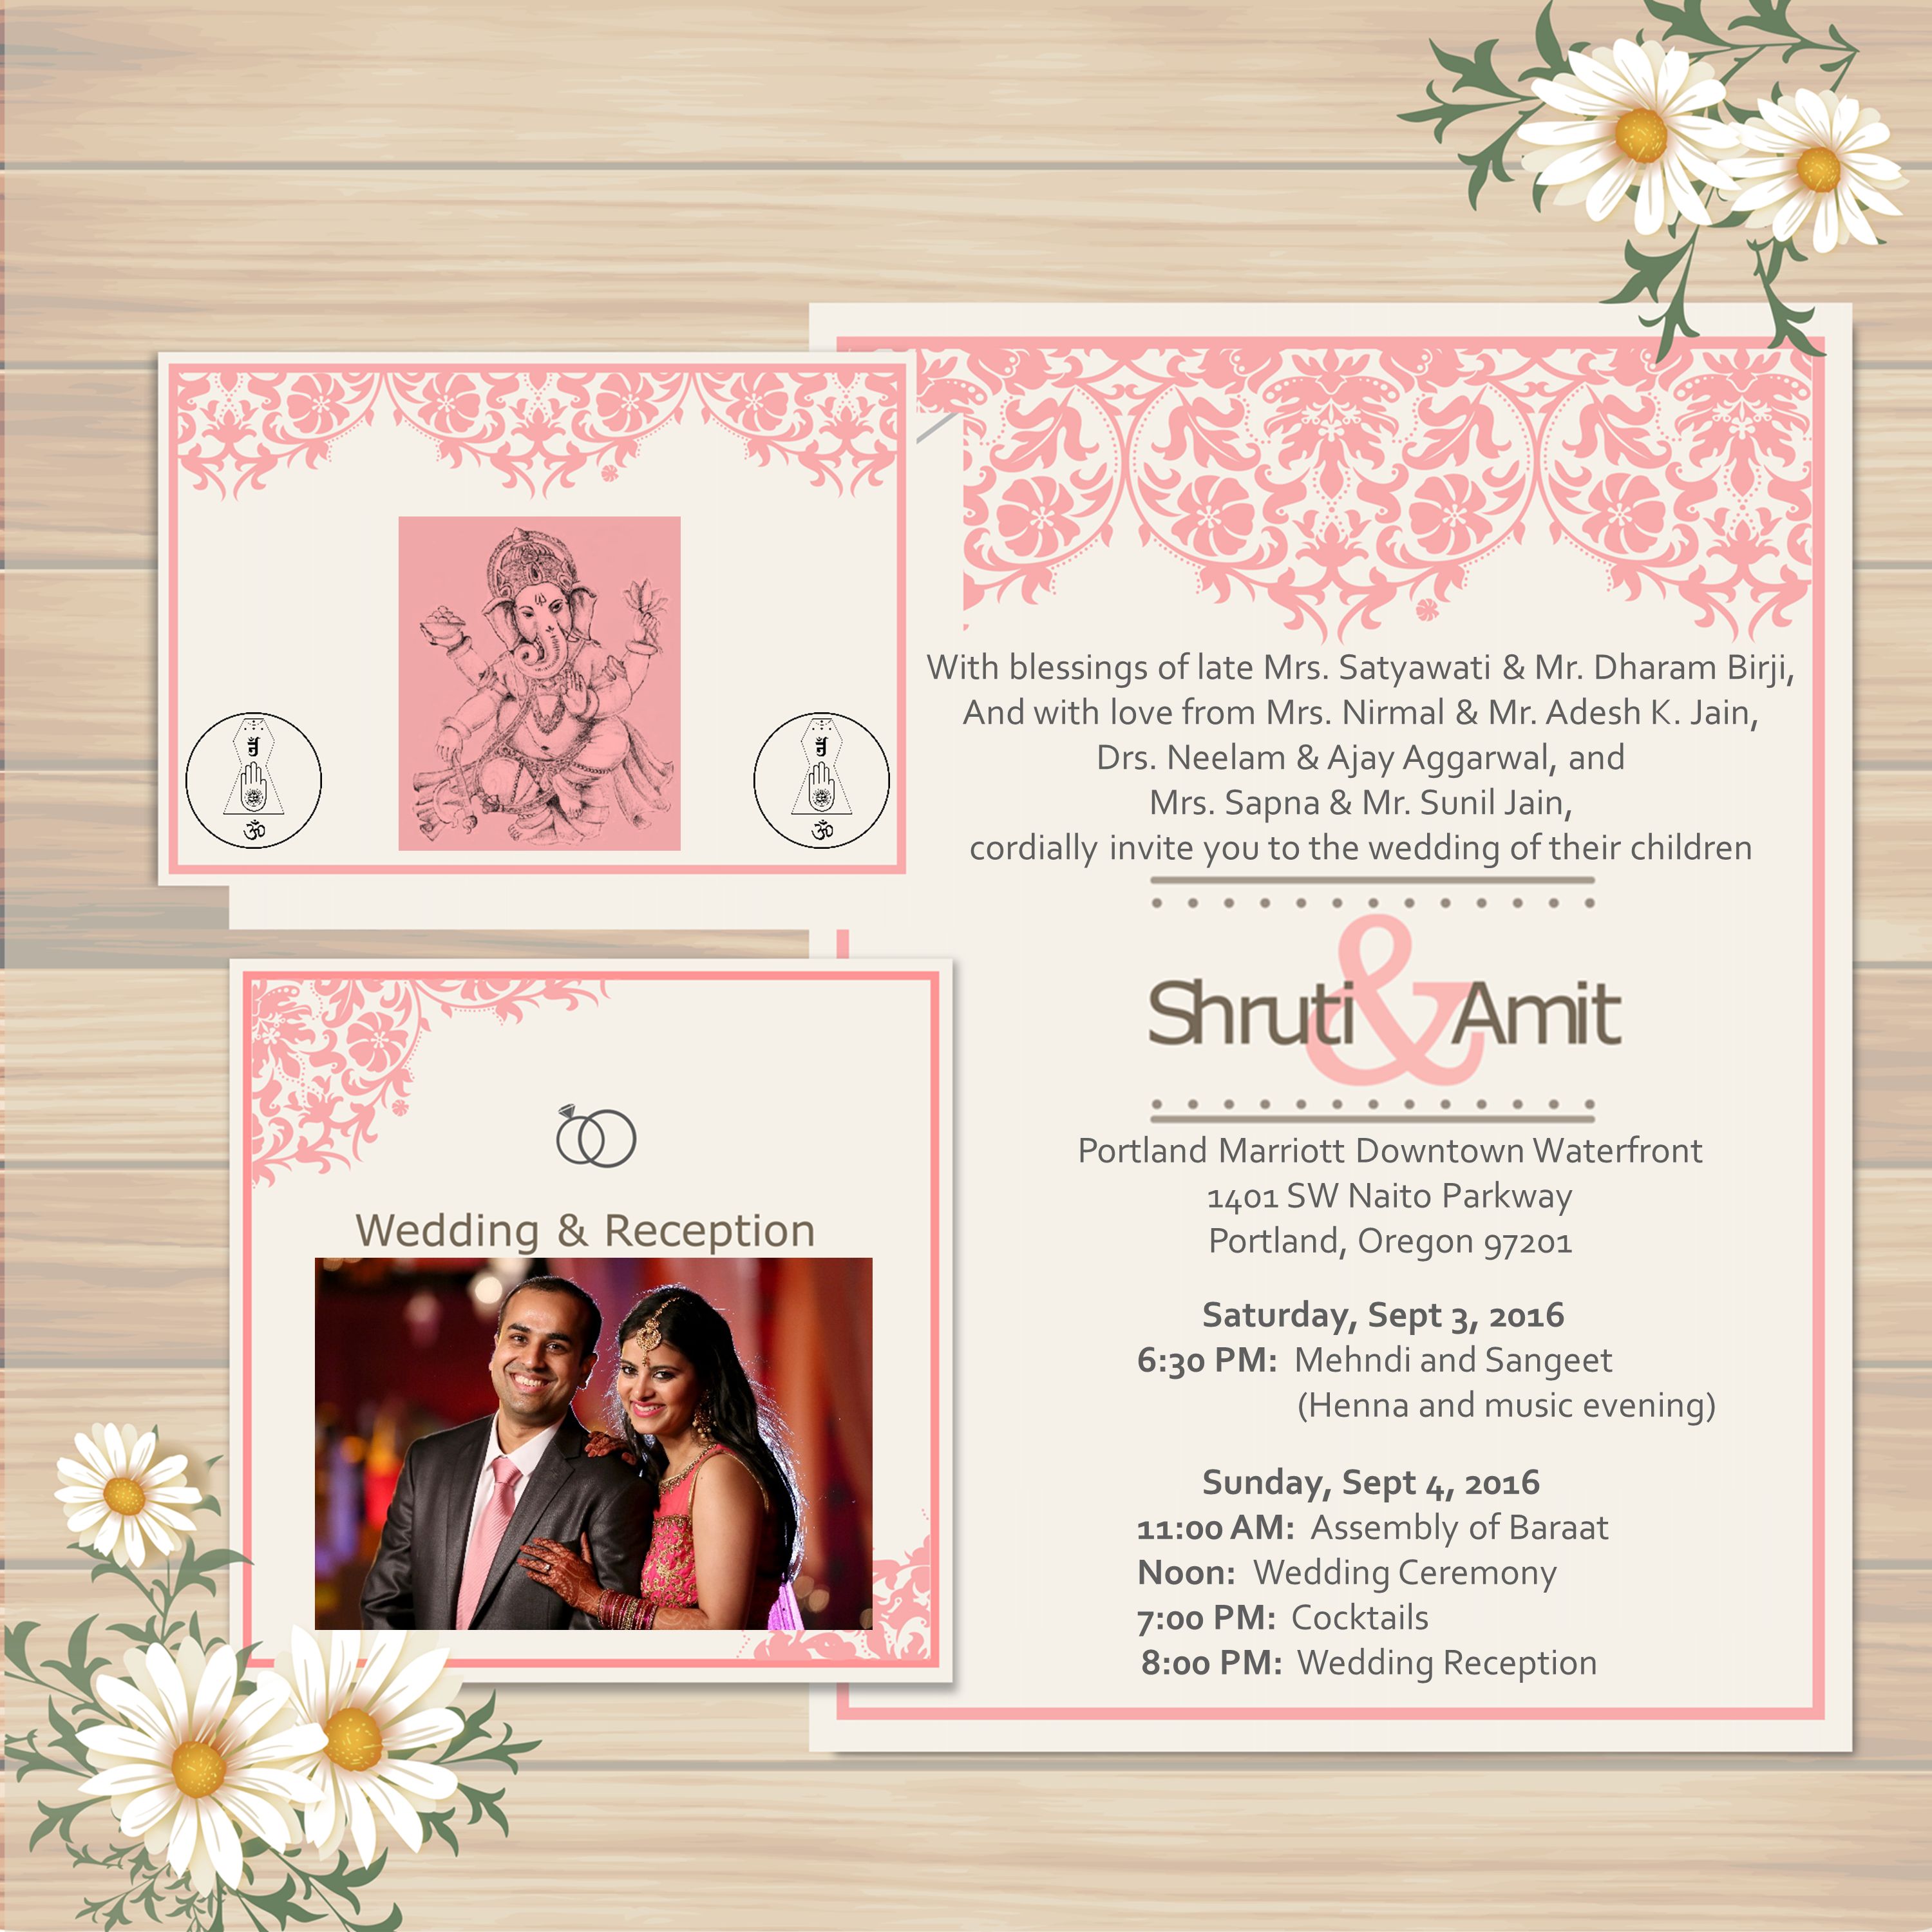 With blessings of late Mrs. Satyawati & Mr. Dharam Birji,
And with love from Mrs. Nirmal & Mr. Adesh K. Jain,
Drs. Neelam & Ajay Aggarwal, and
Mrs. Sapna & Mr. Sunil Jain,
cordially invite you to the wedding of their children
Shruti & Amit
Portland Marriott Downtown Waterfront
1401 SW Naito Parkway
Portland, Oregon 97201
Saturday, Sept 3, 2016
6:30 PM: Mehndi and Sangeet
(Henna and music evening)
Sunday, Sept 4, 2016
11:00 AM: Assembly of Baraat
Noon: Wedding Ceremony
7:00 PM: Cocktails
8:00 PM: Wedding Reception
Wedding & Reception
ॐ
ॐ